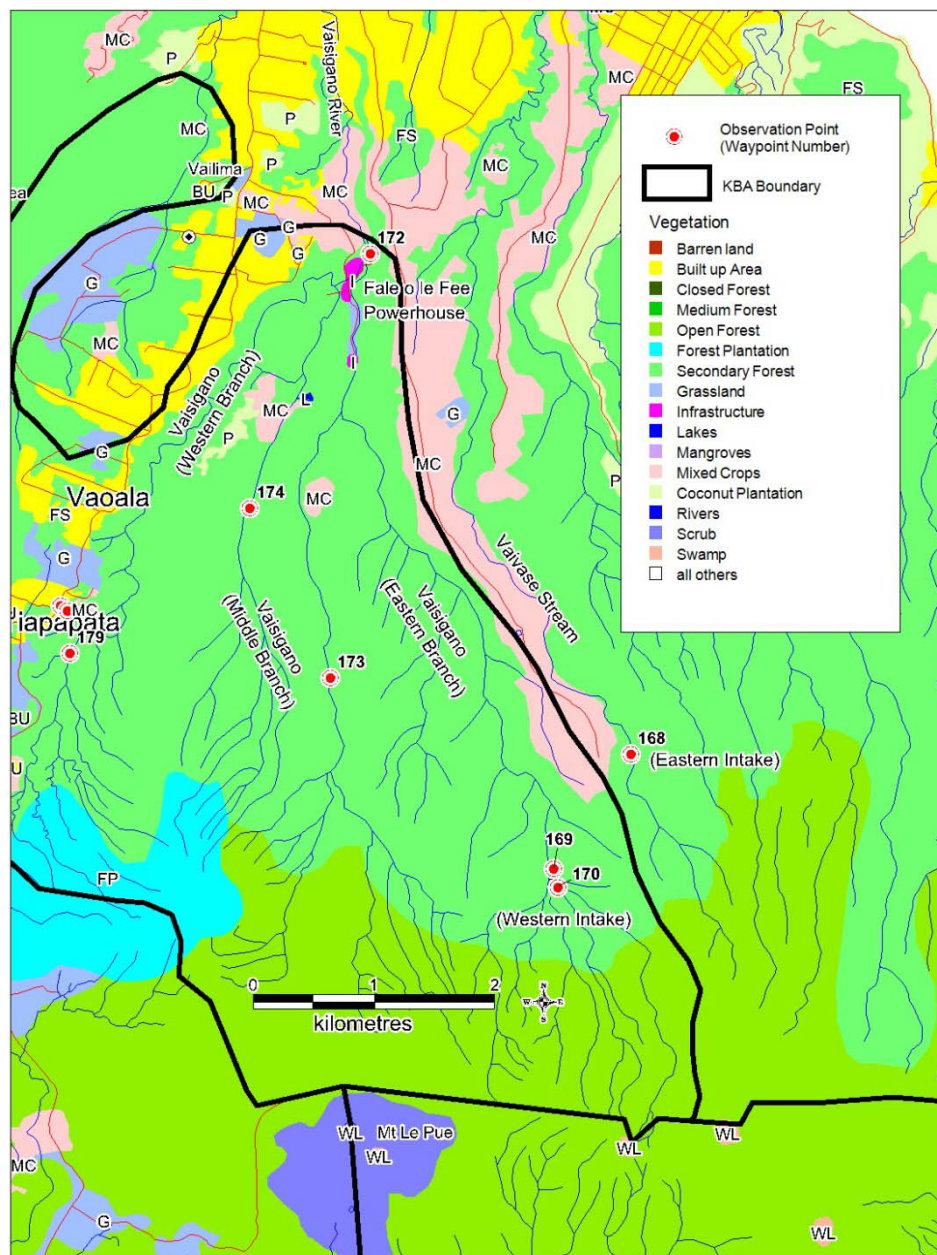 MC
P
MC
MC
FS
Vaisigano River
P
FS
MC
MC
Vailima
P
BU
P
MC
MC
ea
G
G
G
172
Fale o le Fee
Powerhouse
I
I
G
MC
MC
Vaisigano
(Western Branch)
MC
L
P
G
MC
P
G
Vaoala
FS
G
174
MC
Vaivase Stream
Vaisigano
(Eastern Branch)
Vaisigano
(Middle Branch)
MC
179
173
168
(Eastern Intake)
BU
U
169
170
(Western Intake)
FP
0 1 2
kilometres
N
W E
S
WL
Mt Le Pue
WL
WL
WL
MC
G
WL
Observation Point
(Waypoint Number)
KBA Boundary
Vegetation
Barren land
Built up Area
Closed Forest
Medium Forest
Open Forest
Forest Plantation
Secondary Forest
Grassland
Infrastructure
Lakes
Mangroves
Mixed Crops
Coconut Plantation
Rivers
Scrub
Swamp
all others